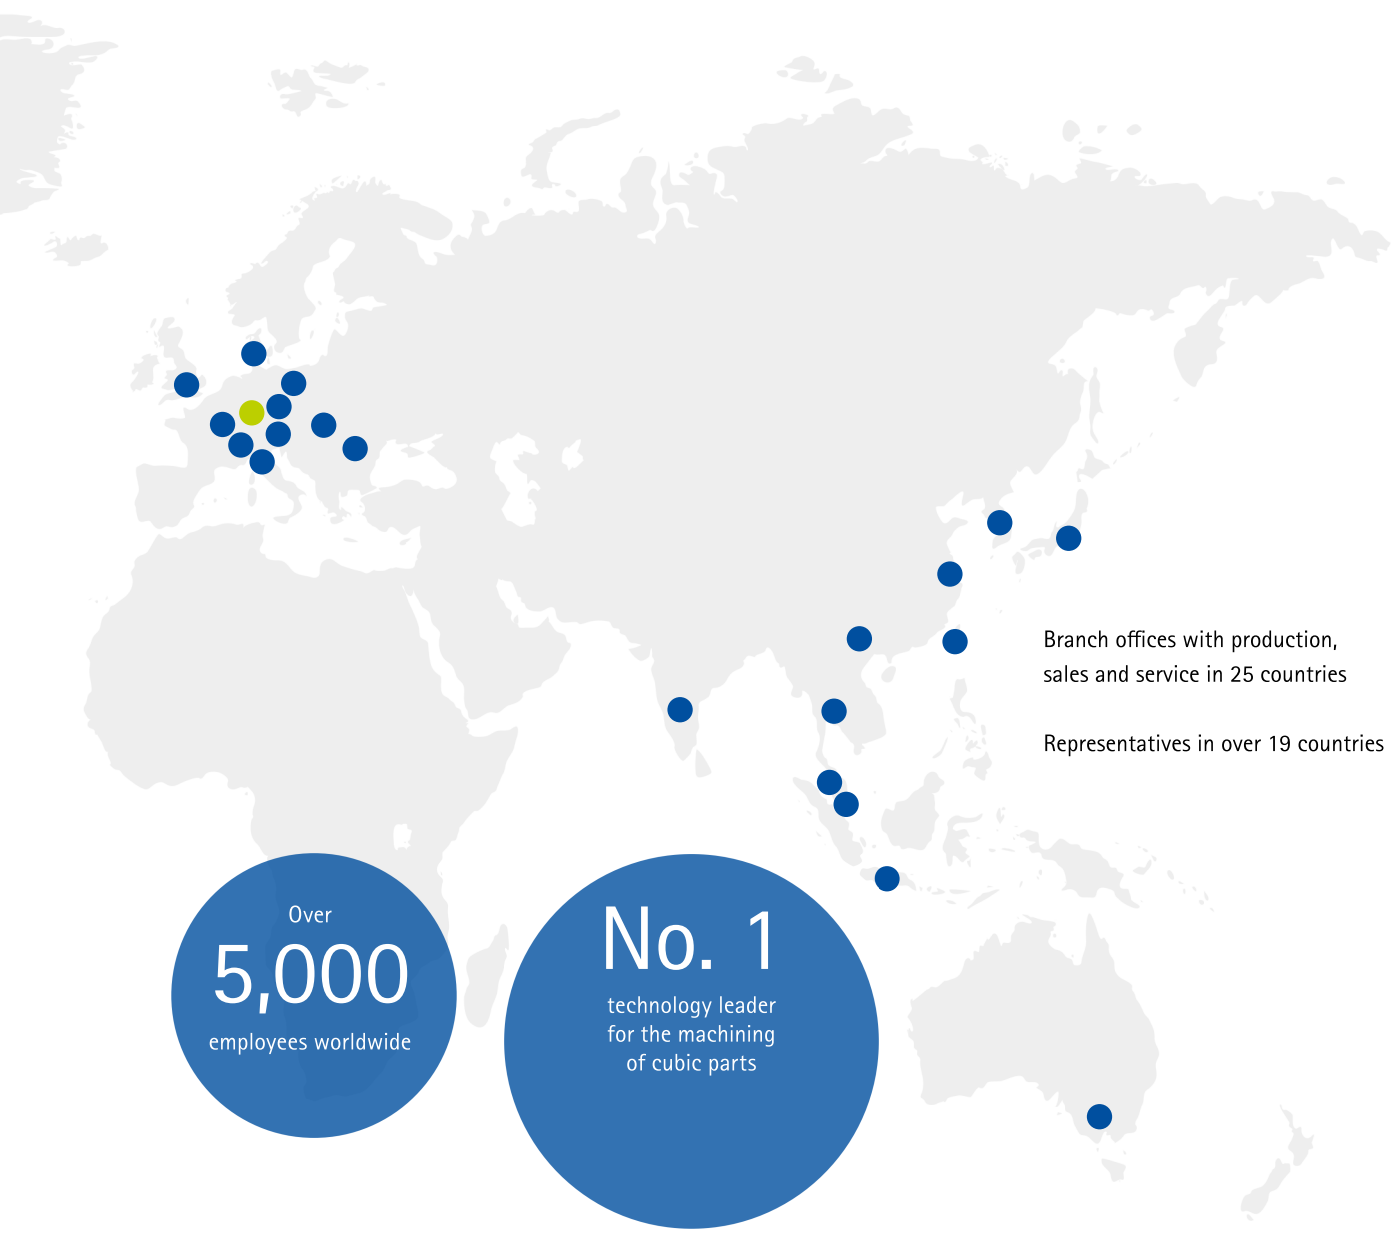 Branch offices with production,
sales and service in 25 countries
Representatives in over 19 countries
Over
5,000
employees worldwide
No. 1
technology leader
for the machining
of cubic parts